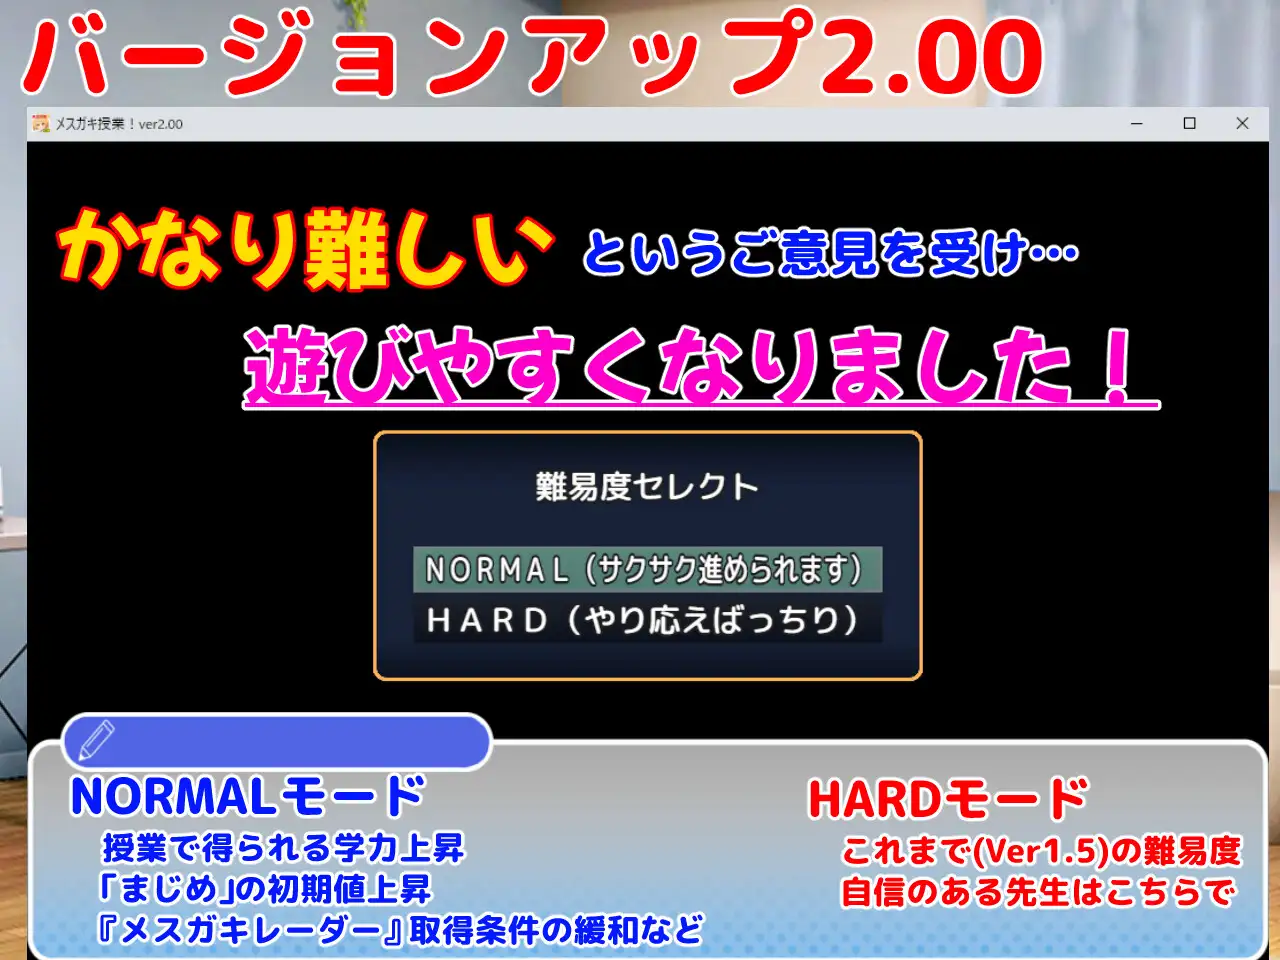 バージョンアップ2.00
メスガキ授業！ver2.00
かなり難しい というご意見を受け…
遊びやすくなりました！
難易度セレクト
ＮＯＲＭＡＬ（サクサク進められます）
ＨＡＲＤ（やり応えばっちり）
NORMALモード
授業で得られる学力上昇
「まじめ」の初期値上昇
『メスガキレーダー』取得条件の緩和など
HARDモード
これまで(Ver1.5)の難易度
自信のある先生はこちらで